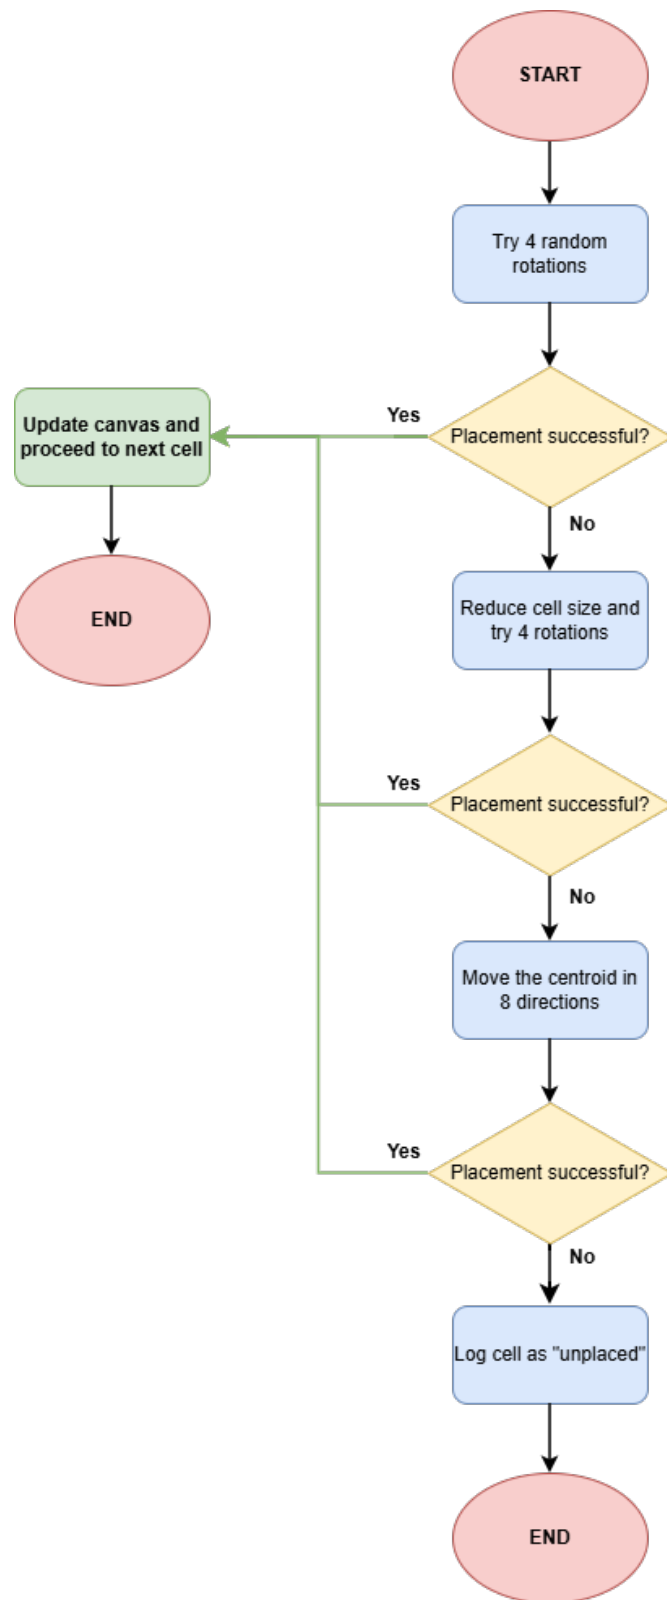 START
Try 4 random
rotations
Placement successful?
Yes
No
Update canvas and
proceed to next cell
END
Reduce cell size and
try 4 rotations
Placement successful?
Yes
No
Move the centroid in
8 directions
Placement successful?
Yes
No
Log cell as "unplaced"
END